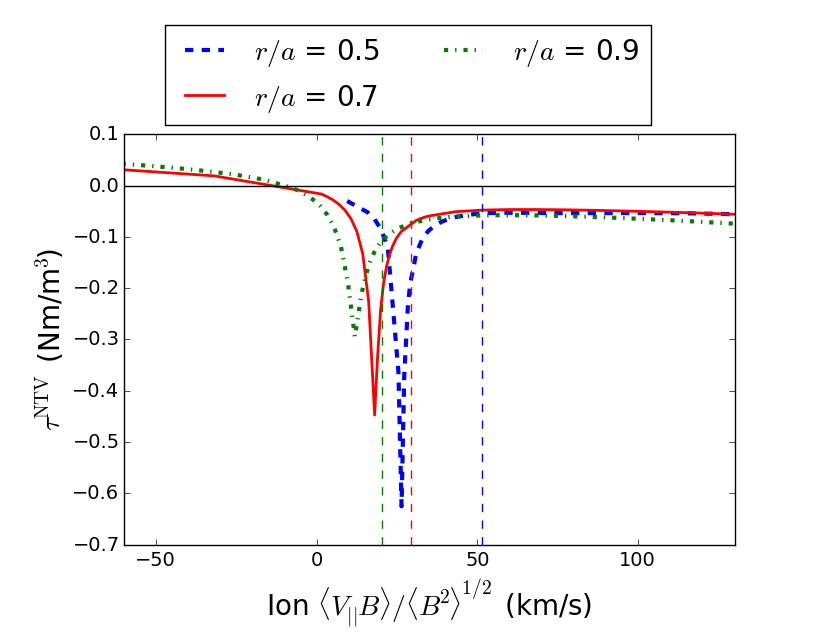 r/a = 0.5 r/a = 0.9
r/a = 0.7
0.1
0.0
−0.1
−0.2
−0.3
−0.4
−0.5
−0.6
−0.7
τ^NTV (Nm/m³)
−50 0 50 100
Ion ⟨V_||B⟩/⟨B²⟩^1/2 (km/s)